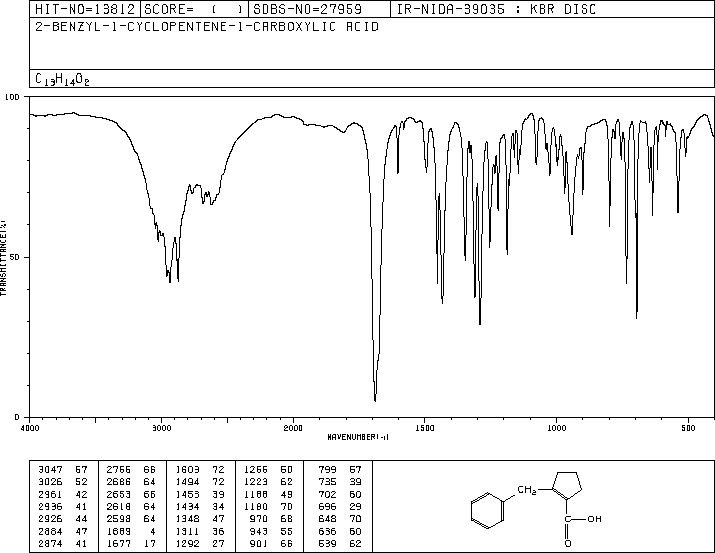 HIT-NO=13812 SCORE= ( ) SDBS-NO=27959 IR-NIDA-39035 : KBR DISC
2-BENZYL-1-CYCLOPENTENE-1-CARBOXYLIC ACID
C13H14O2
100
50
0
TRANSMITTANCE(%)
4000 3000 2000 1500 1000 500
WAVENUMBER(-1)
3047 57 2766 66 1603 72 1255 50 799 57
3026 52 2686 64 1494 72 1223 62 735 39
2961 42 2653 66 1453 39 1188 49 702 60
2936 41 2618 64 1434 34 1180 70 696 29
2926 44 2598 64 1348 47 970 68 648 70
2884 47 1689 4 1311 36 943 55 636 60
2874 41 1677 17 1292 27 901 66 539 62
CH2
C—OH
O